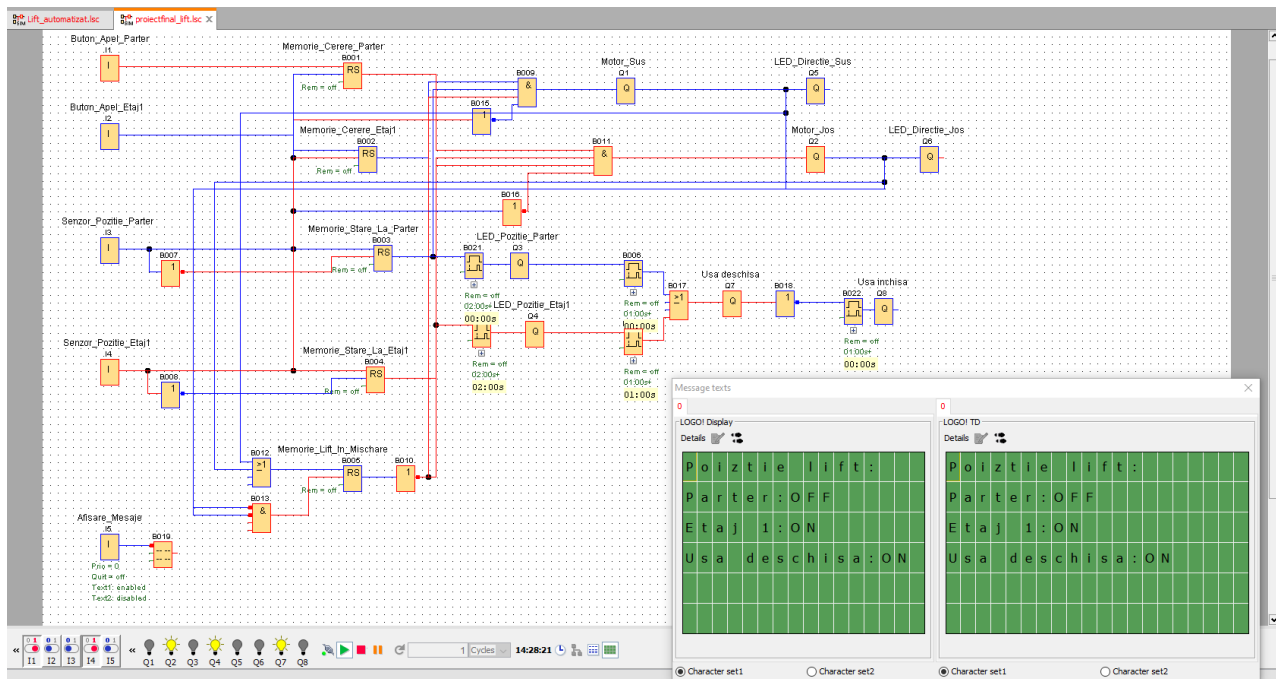 Lift_automatizat.lsc
proiectfinal_lift.lsc
Buton_Apel_Parter
I1
Memorie_Cerere_Parter
B001
RS
Rem = off
Motor_Sus
Q1
Q
LED_Directie_Sus
Q5
Q
B009
&
Buton_Apel_Etaj1
I2
I
B015
1
Memorie_Cerere_Etaj1
B002
RS
Rem = off
B011
&
Motor_Jos
Q2
Q
LED_Directie_Jos
Q6
Q
B016
1
Senzor_Pozitie_Parter
I3
I
B007
1
Memorie_Stare_La_Parter
B003
RS
Rem = off
LED_Pozitie_Parter
B021
Q3
Q
Rem = off
02:00s+
00:00s
B006
Rem = off
01:00s+
00:00s
B017
≥1
Usa deschisa
Q7
Q
B018
1
Usa inchisa
B022
Q8
Q
Rem = off
01:00s+
00:00s
LED_Pozitie_Etaj1
Q4
Q
Rem = off
02:00s+
02:00s
Rem = off
01:00s+
01:00s
Senzor_Pozitie_Etaj1
I4
I
B008
1
Memorie_Stare_La_Etaj1
B004
RS
Rem = off
B012
≥1
Memorie_Lift_In_Mischare
B005
RS
Rem = off
B010
1
B013
&
Afisare_Mesaje
I5
I
B019
Prio = 0
Quit = off
Text1: enabled
Text2: disabled
Message texts
0
0
LOGO! Display
LOGO! TD
Details
Details
Poiztie lift:
Parter:OFF
Etaj 1:ON
Usa deschisa:ON
Poiztie lift:
Parter:OFF
Etaj 1:ON
Usa deschisa:ON
Character set1
Character set2
Character set1
Character set2
I1 I2 I3 I4 I5
Q1 Q2 Q3 Q4 Q5 Q6 Q7 Q8
1 Cycles
14:28:21